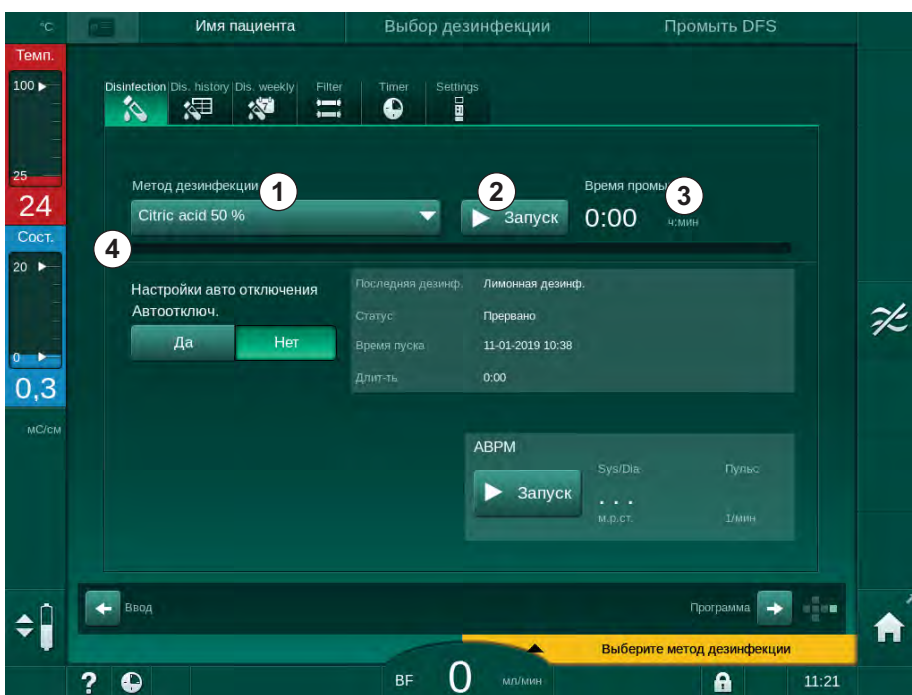 °C Имя пациента Выбор дезинфекции Промыть DFS
Темп.
100
Disinfection Dis. history Dis. weekly Filter Timer Settings
25
24
Метод дезинфекции 1 2 Время промы 3
Citric acid 50 % Запуск 0:00 ч:мин
Сост.
4
20
Настройки авто отключения
Автоотключ.
Да Нет
Последняя дезинф. Лимонная дезинф.
Статус Прервано
Время пуска 11-01-2019 10:38
Длит-ть 0:00
0
0,3
мС/см
ABPM
Запуск Sys/Dia Пульс
. . .
м.р.ст. 1/мин
Ввод Программа
Выберите метод дезинфекции
? BF 0 мл/мин 11:21